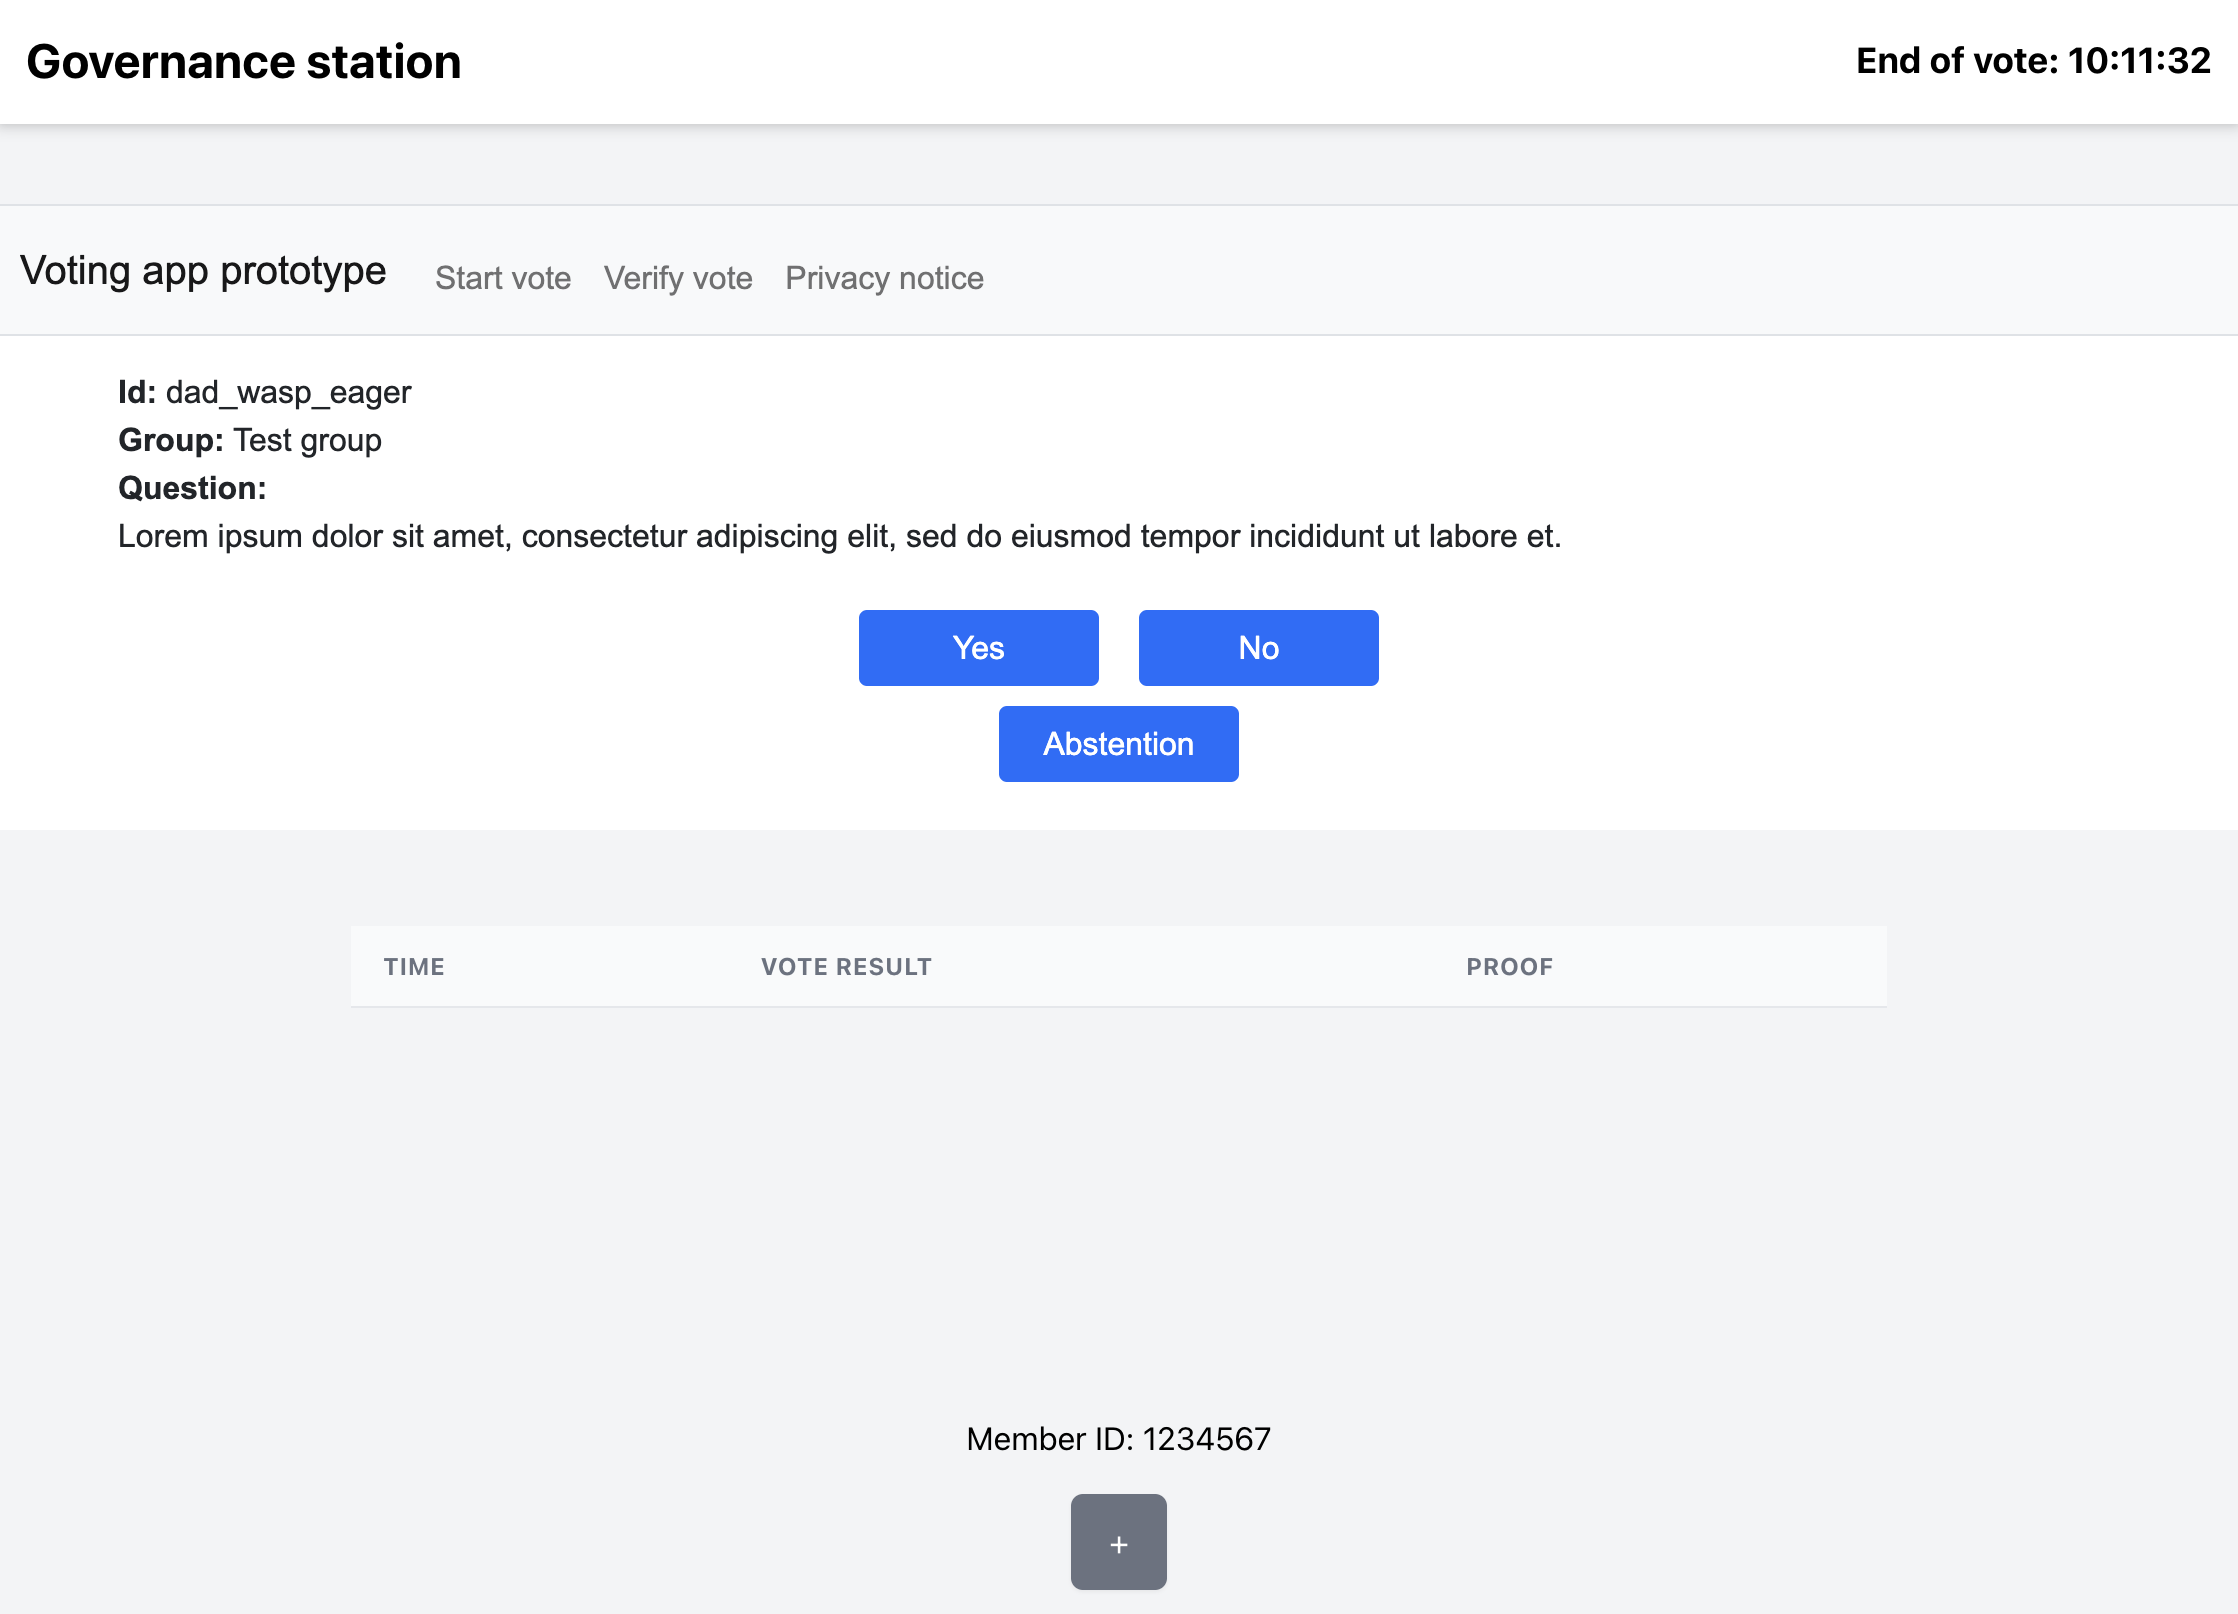 Governance station
End of vote: 10:11:32
Voting app prototype Start vote Verify vote Privacy notice
Id: dad_wasp_eager
Group: Test group
Question:
Lorem ipsum dolor sit amet, consectetur adipiscing elit, sed do eiusmod tempor incididunt ut labore et.
Yes No
Abstention
TIME VOTE RESULT PROOF
Member ID: 1234567
+